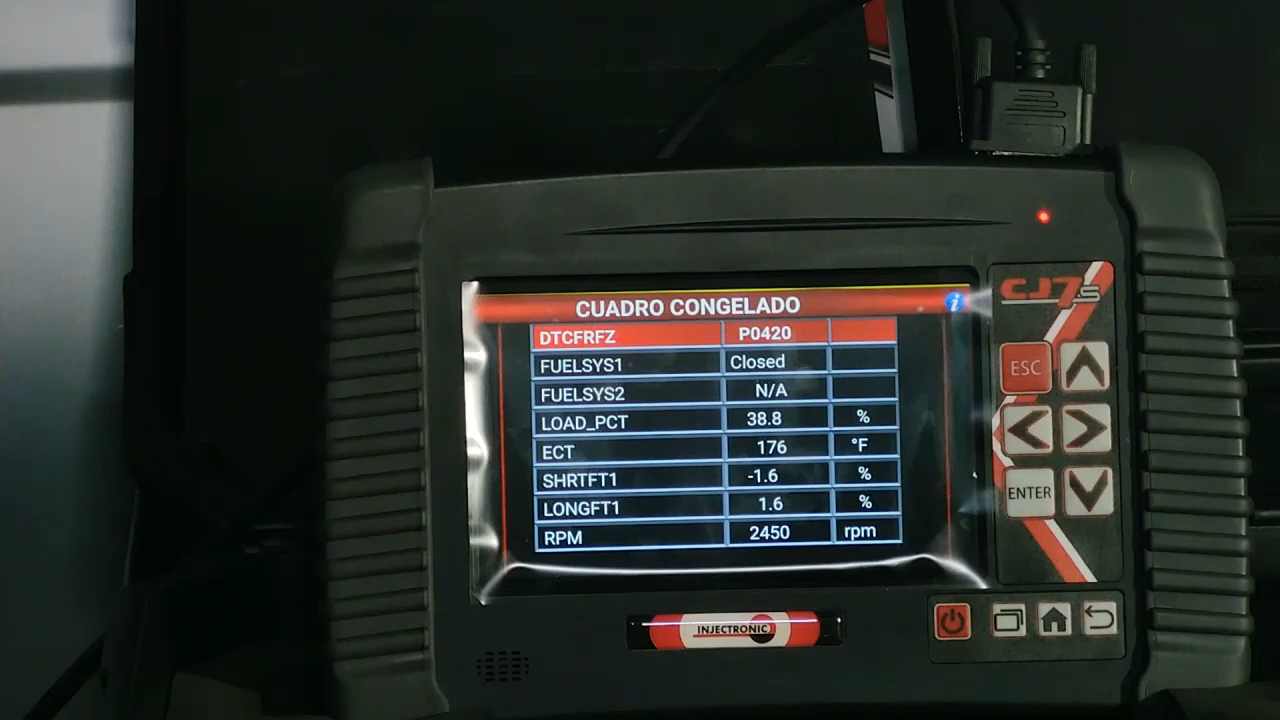 CUADRO CONGELADO
DTCFRFZ P0420
FUELSYS1 Closed
FUELSYS2 N/A
LOAD_PCT 38.8 %
ECT 176 °F
SHRTFT1 -1.6 %
LONGFT1 1.6 %
RPM 2450 rpm
CJ7s
ESC
ENTER
INJECTRONIC